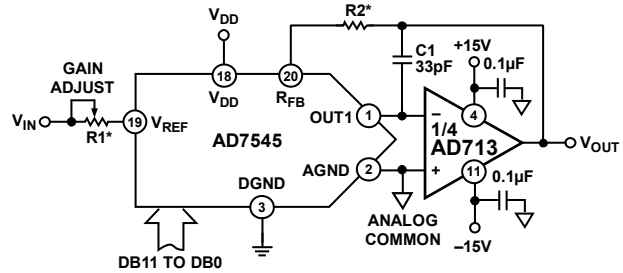 R2*
VDD
C1
33pF
+15V
0.1µF
GAIN
ADJUST
18
VDD
20
RFB
VIN
R1*
19
VREF
OUT1
1
–
1/4
AD713
4
AD7545
VOUT
AGND
2
+
11
0.1µF
DGND
3
ANALOG
COMMON
–15V
DB11 TO DB0